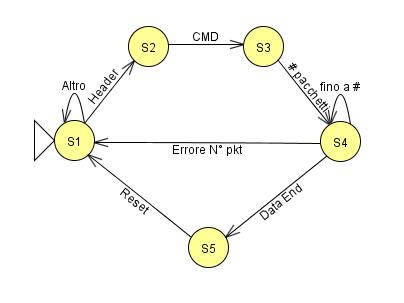 S2
CMD
S3
Header
# pacchetti
Altro
fino a #
S1
Errore N° pkt
S4
Reset
Data End
S5